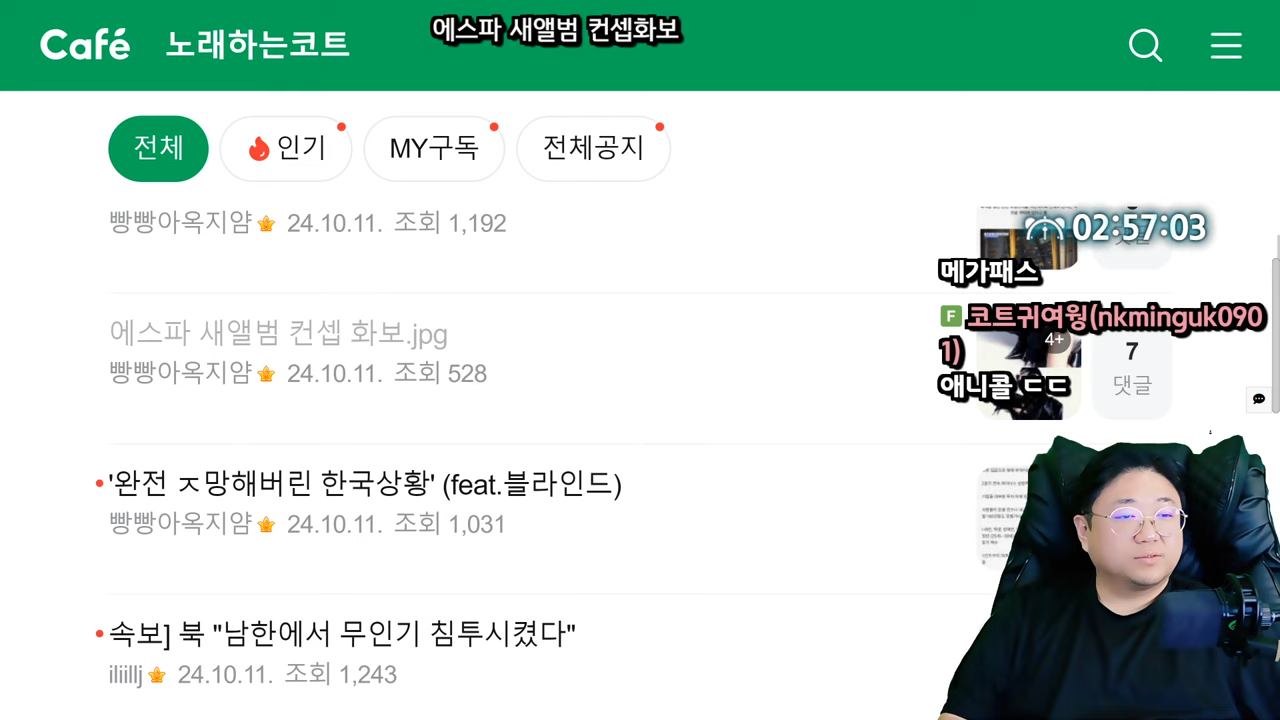 에스파 새앨범 컨셉화보
Café 노래하는코트
전체 인기 MY구독 전체공지
빵빵아옥지얌 24.10.11. 조회 1,192
02:57:03
메가패스
에스파 새앨범 컨셉 화보.jpg
빵빵아옥지얌 24.10.11. 조회 528
F 코트귀여웡(nkminguk090
1)
4+
7
댓글
애니콜 ㄷㄷ
'완전 ㅈ망해버린 한국상황' (feat.블라인드)
빵빵아옥지얌 24.10.11. 조회 1,031
속보] 북 "남한에서 무인기 침투시켰다"
iliillj 24.10.11. 조회 1,243